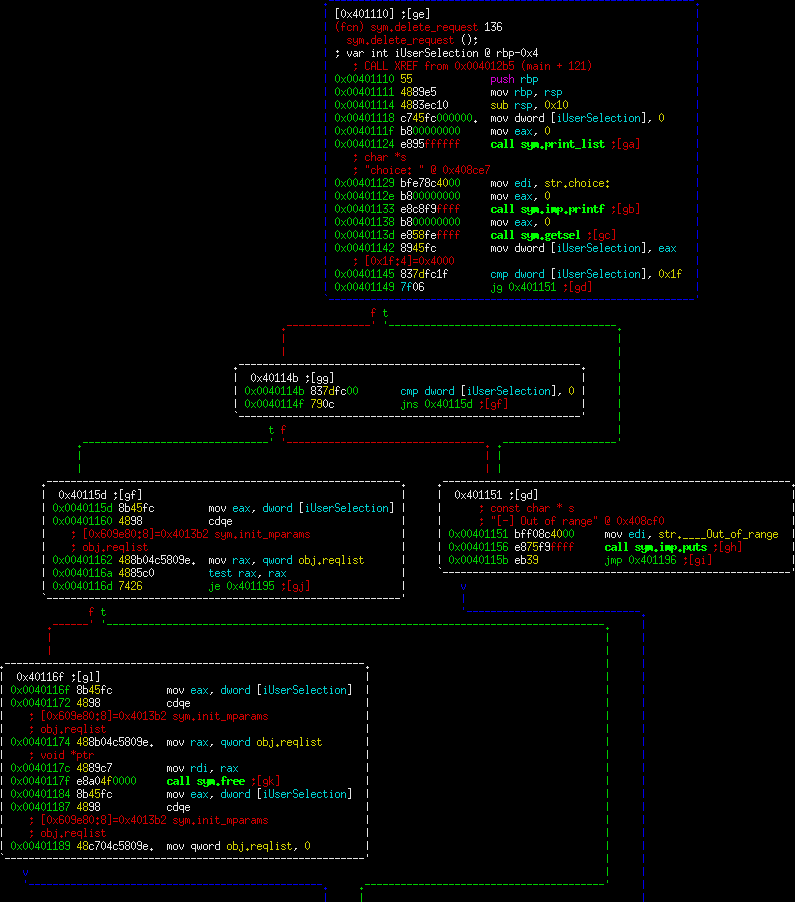 [0x401110] ;[ge]
(fcn) sym.delete_request 136
sym.delete_request ();
; var int iUserSelection @ rbp-0x4
; CALL XREF from 0x004012b5 (main + 121)
0x00401110 55 push rbp
0x00401111 4889e5 mov rbp, rsp
0x00401114 4883ec10 sub rsp, 0x10
0x00401118 c745fc000000. mov dword [iUserSelection], 0
0x0040111f b800000000 mov eax, 0
0x00401124 e895ffffff call sym.print_list ;[ga]
; char *s
; "choice: " @ 0x408ce7
0x00401129 bfe78c4000 mov edi, str.choice:
0x0040112e b800000000 mov eax, 0
0x00401133 e8c8f9ffff call sym.imp.printf ;[gb]
0x00401138 b800000000 mov eax, 0
0x0040113d e858feffff call sym.getsel ;[gc]
0x00401142 8945fc mov dword [iUserSelection], eax
; [0x1f:4]=0x4000
0x00401145 837dfc1f cmp dword [iUserSelection], 0x1f
0x00401149 7f06 jg 0x401151 ;[gd]
f t
0x40114b ;[gg]
0x0040114b 837dfc00 cmp dword [iUserSelection], 0
0x0040114f 790c jns 0x40115d ;[gf]
t f
0x40115d ;[gf]
0x0040115d 8b45fc mov eax, dword [iUserSelection]
0x00401160 4898 cdqe
; [0x609e80:8]=0x4013b2 sym.init_mparams
; obj.reqlist
0x00401162 488b04c5809e. mov rax, qword obj.reqlist
0x0040116a 4885c0 test rax, rax
0x0040116d 7426 je 0x401195 ;[gj]
0x401151 ;[gd]
; const char * s
; "[-] Out of range" @ 0x408cf0
0x00401151 bff08c4000 mov edi, str.____Out_of_range
0x00401156 e875f9ffff call sym.imp.puts ;[gh]
0x0040115b eb39 jmp 0x401196 ;[gi]
v
f t
0x40116f ;[gl]
0x0040116f 8b45fc mov eax, dword [iUserSelection]
0x00401172 4898 cdqe
; [0x609e80:8]=0x4013b2 sym.init_mparams
; obj.reqlist
0x00401174 488b04c5809e. mov rax, qword obj.reqlist
; void *ptr
0x0040117c 4889c7 mov rdi, rax
0x0040117f e8a04f0000 call sym.free ;[gk]
0x00401184 8b45fc mov eax, dword [iUserSelection]
0x00401187 4898 cdqe
; [0x609e80:8]=0x4013b2 sym.init_mparams
; obj.reqlist
0x00401189 48c704c5809e. mov qword obj.reqlist, 0
v